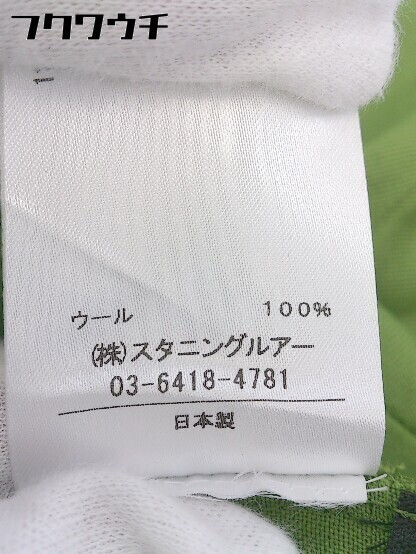 フクワウチ
ウール 100%
(株)スタニングルアー
03-6418-4781
日本製